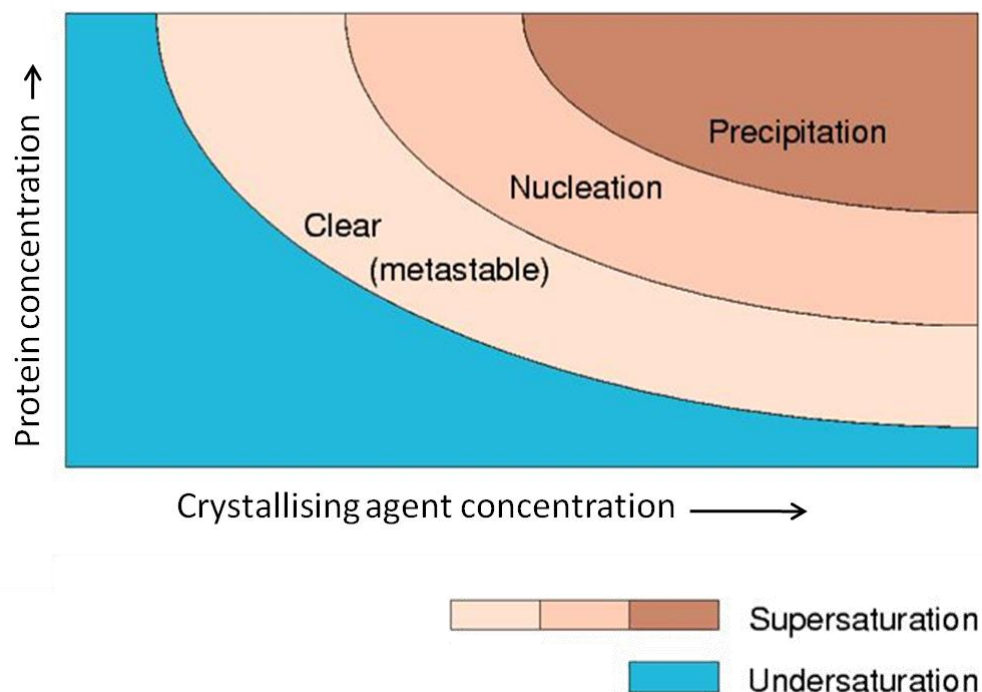 Protein concentration →
Precipitation
Nucleation
Clear
(metastable)
Crystallising agent concentration →
Supersaturation
Undersaturation